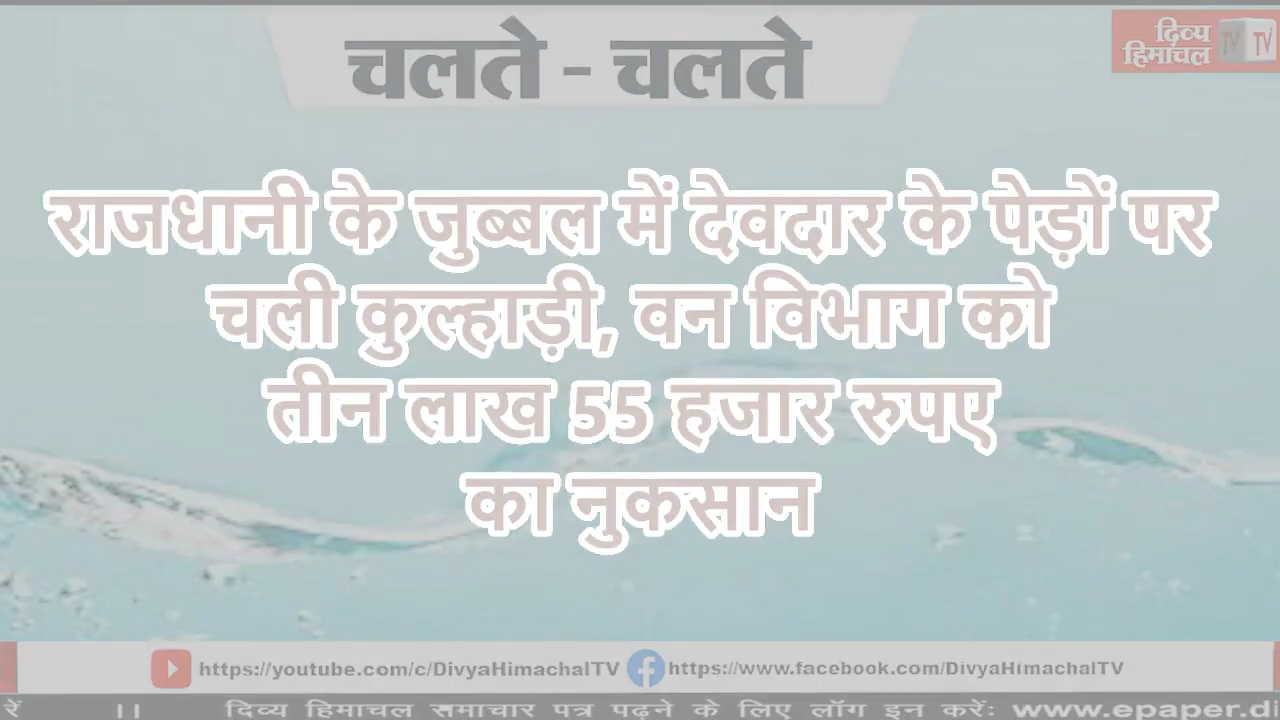 चलते - चलते
दिव्य
हिमाचल
TV TV
राजधानी के जुब्बल में देवदार के पेड़ों पर
चली कुल्हाड़ी, वन विभाग को
तीन लाख 55 हजार रुपए
का नुकसान
https://youtube.com/c/DivyaHimachalTV https://www.facebook.com/DivyaHimachalTV
रें ।। दिव्य हिमाचल समाचार पत्र पढ़ने के लिए लॉग इन करें: www.epaper.di